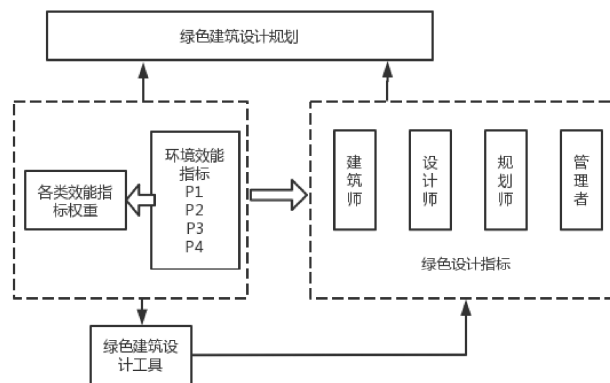 绿色建筑设计规划
各类效能指
标权重
环境效能
指标
P1
P2
P3
P4
建筑师
设计师
规划师
管理者
绿色设计指标
绿色建筑设
计工具